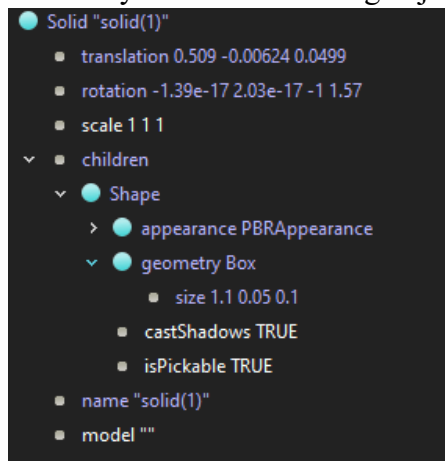 Solid "solid(1)"
translation 0.509 -0.00624 0.0499
rotation -1.39e-17 2.03e-17 -1 1.57
scale 1 1 1
children
Shape
appearance PBRAppearance
geometry Box
size 1.1 0.05 0.1
castShadows TRUE
isPickable TRUE
name "solid(1)"
model ""